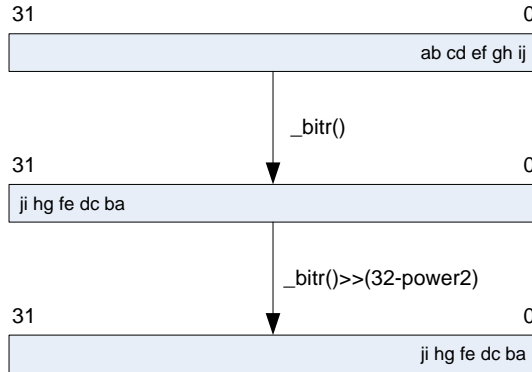 31 0
ab cd ef gh ij
_bitr()
31 0
ji hg fe dc ba
_bitr()>>(32-power2)
31 0
ji hg fe dc ba